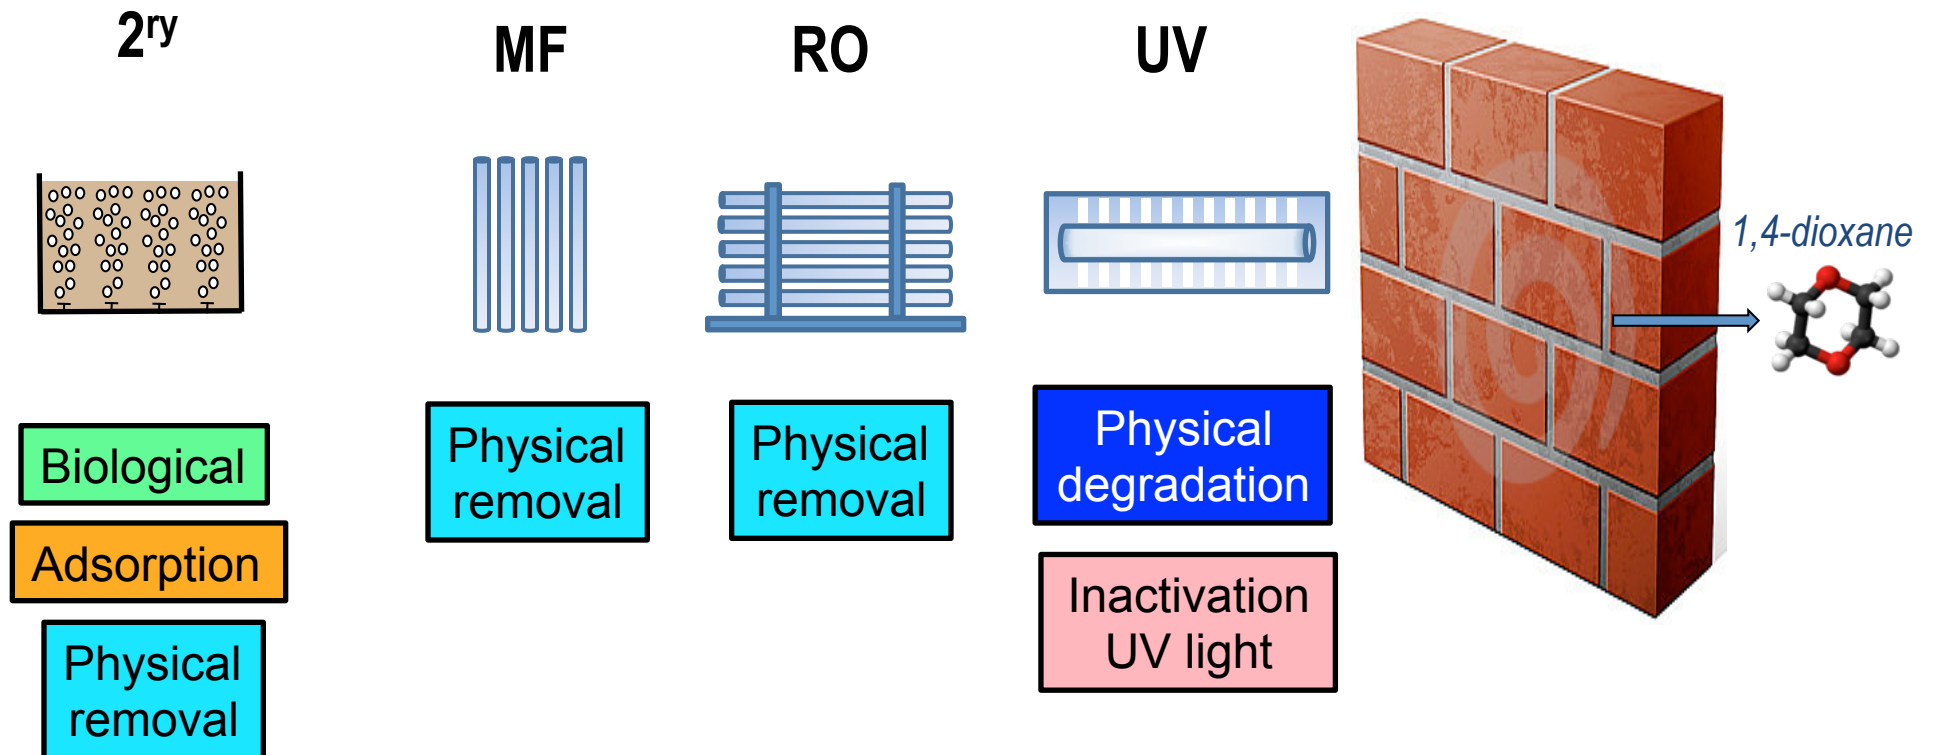 2ry
MF
RO
UV
1,4-dioxane
Biological
Adsorption
Physical
removal
Physical
removal
Physical
removal
Physical
degradation
Inactivation
UV light